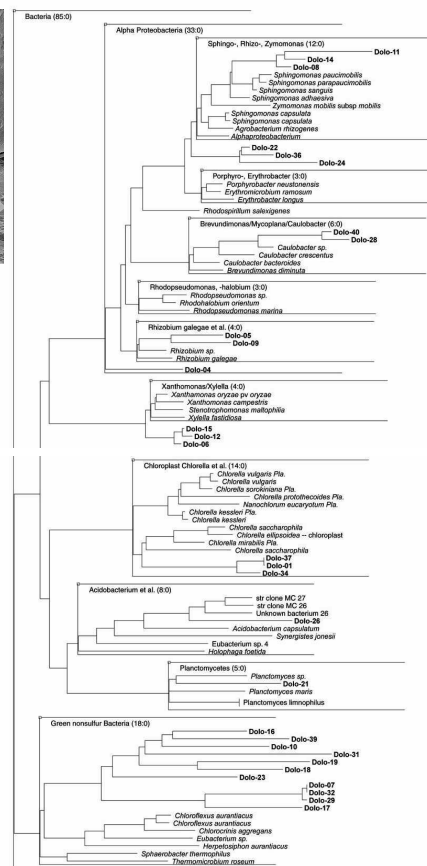 Bacteria (85:0)
Alpha Proteobacteria (33:0)
Sphingo-, Rhizo-, Zymomonas (12:0)
Dolo-11
Dolo-14
Dolo-08
Sphingomonas paucimobilis
Sphingomonas parapaucimobilis
Sphingomonas sanguis
Sphingomonas adhaesiva
Zymomonas mobilis subsp mobilis
Sphingomonas capsulata
Sphingomonas capsulata
Agrobacterium rhizogenes
Alphaproteobacterium
Dolo-22
Dolo-36
Dolo-24
Porphyro-, Erythrobacter (3:0)
Porphyrobacter neustonensis
Erythromicrobium ramosum
Erythrobacter longus
Rhodospirillum salexigenes
Brevundimonas/Mycoplana/Caulobacter (6:0)
Dolo-40
Dolo-28
Caulobacter sp.
Caulobacter crescentus
Caulobacter bacteroides
Brevundimonas diminuta
Rhodopseudomonas, -halobium (3:0)
Rhodopseudomonas sp.
Rhodohalobium orientum
Rhodopseudomonas marina
Rhizobium galegae et al. (4:0)
Dolo-05
Dolo-09
Rhizobium sp.
Rhizobium galegae
Dolo-04
Xanthomonas/Xylella (4:0)
Xanthamonas oryzae pv oryzae
Xanthomonas campestris
Stenotrophomonas maltophilia
Xylella fastidiosa
Dolo-15
Dolo-12
Dolo-06
Chloroplast Chlorella et al. (14:0)
Chlorella vulgaris Pla.
Chlorella vulgaris
Chlorella sorokiniana Pla.
Chlorella protothecoides Pla.
Nanochlorum eucaryotum Pla.
Chlorella kessleri Pla.
Chlorella kessleri
Chlorella saccharophila
Chlorella ellipsoidea -- chloroplast
Chlorella mirabilis Pla.
Chlorella saccharophila
Dolo-37
Dolo-01
Dolo-34
Acidobacterium et al. (8:0)
str clone MC 27
str clone MC 26
Unknown bacterium 26
Dolo-26
Acidobacterium capsulatum
Synergistes jonesii
Eubacterium sp. 4
Holophaga foetida
Planctomycetes (5:0)
Planctomyces sp.
Dolo-21
Planctomyces maris
Planctomyces limnophilus
Green nonsulfur Bacteria (18:0)
Dolo-16
Dolo-39
Dolo-10
Dolo-31
Dolo-19
Dolo-18
Dolo-23
Dolo-07
Dolo-32
Dolo-29
Dolo-17
Chloroflexus aurantiacus
Chloroflexus aurantiacus
Chlorocrinis aggregans
Eubacterium sp.
Herpetosiphon aurantiacus
Sphaerobacter thermophilus
Thermomicrobium roseum